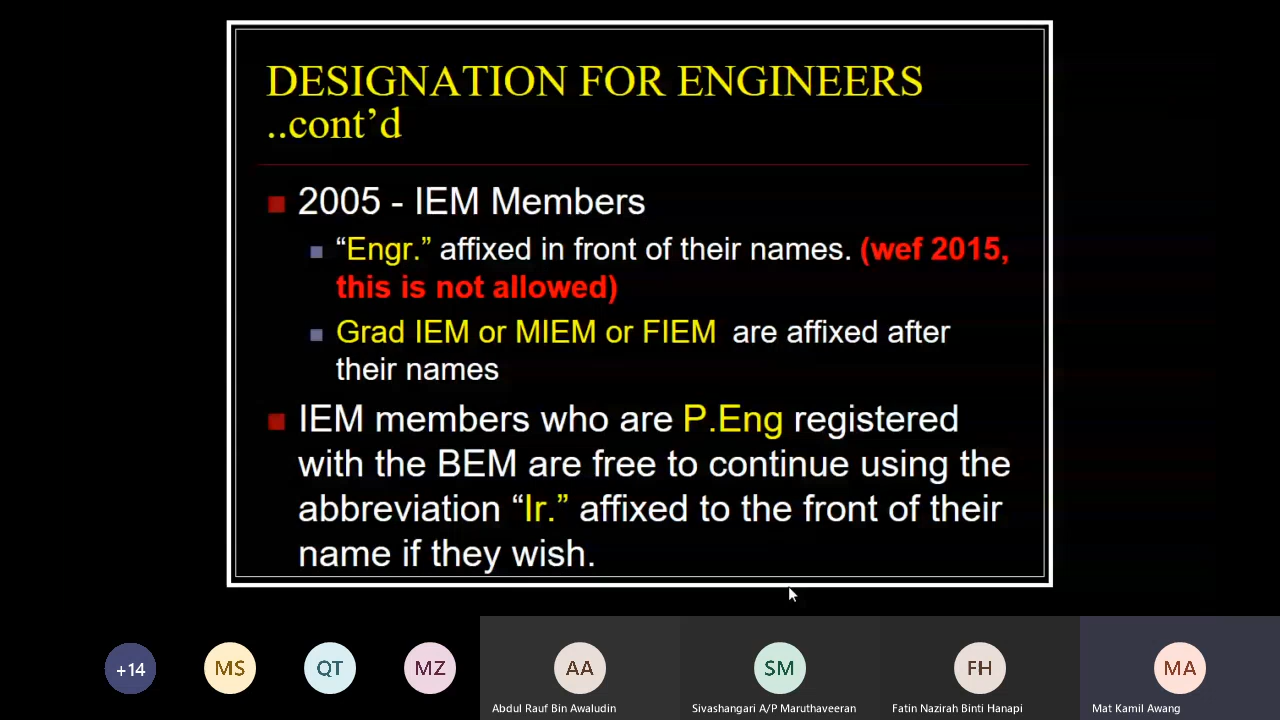 DESIGNATION FOR ENGINEERS
..cont’d
2005 - IEM Members
“Engr.” affixed in front of their names. (wef 2015,
this is not allowed)
Grad IEM or MIEM or FIEM are affixed after
their names
IEM members who are P.Eng registered
with the BEM are free to continue using the
abbreviation “Ir.” affixed to the front of their
name if they wish.
+14
MS
QT
MZ
AA
SM
FH
MA
Abdul Rauf Bin Awaludin
Sivashangari A/P Maruthaveeran
Fatin Nazirah Binti Hanapi
Mat Kamil Awang